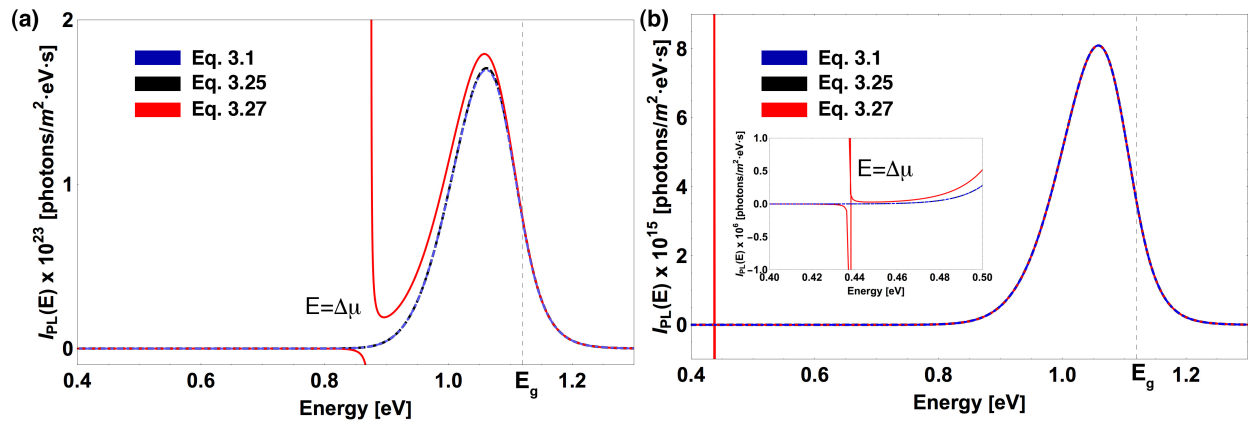 (a)
2
1
0
I_PL(E) x 10^23 [photons/m^2·eV·s]
Eq. 3.1
Eq. 3.25
Eq. 3.27
E=Δμ
0.4 0.6 0.8 1.0 E_g 1.2
Energy [eV]
(b)
8
6
4
2
0
I_PL(E) x 10^15 [photons/m^2·eV·s]
Eq. 3.1
Eq. 3.25
Eq. 3.27
1.0
0.5
0.0
-0.5
-1.0
I_PL(E) x 10^6 [photons/m^2·eV·s]
E=Δμ
0.40 0.42 0.44 0.46 0.48 0.50
Energy [eV]
0.4 0.6 0.8 1.0 E_g 1.2
Energy [eV]